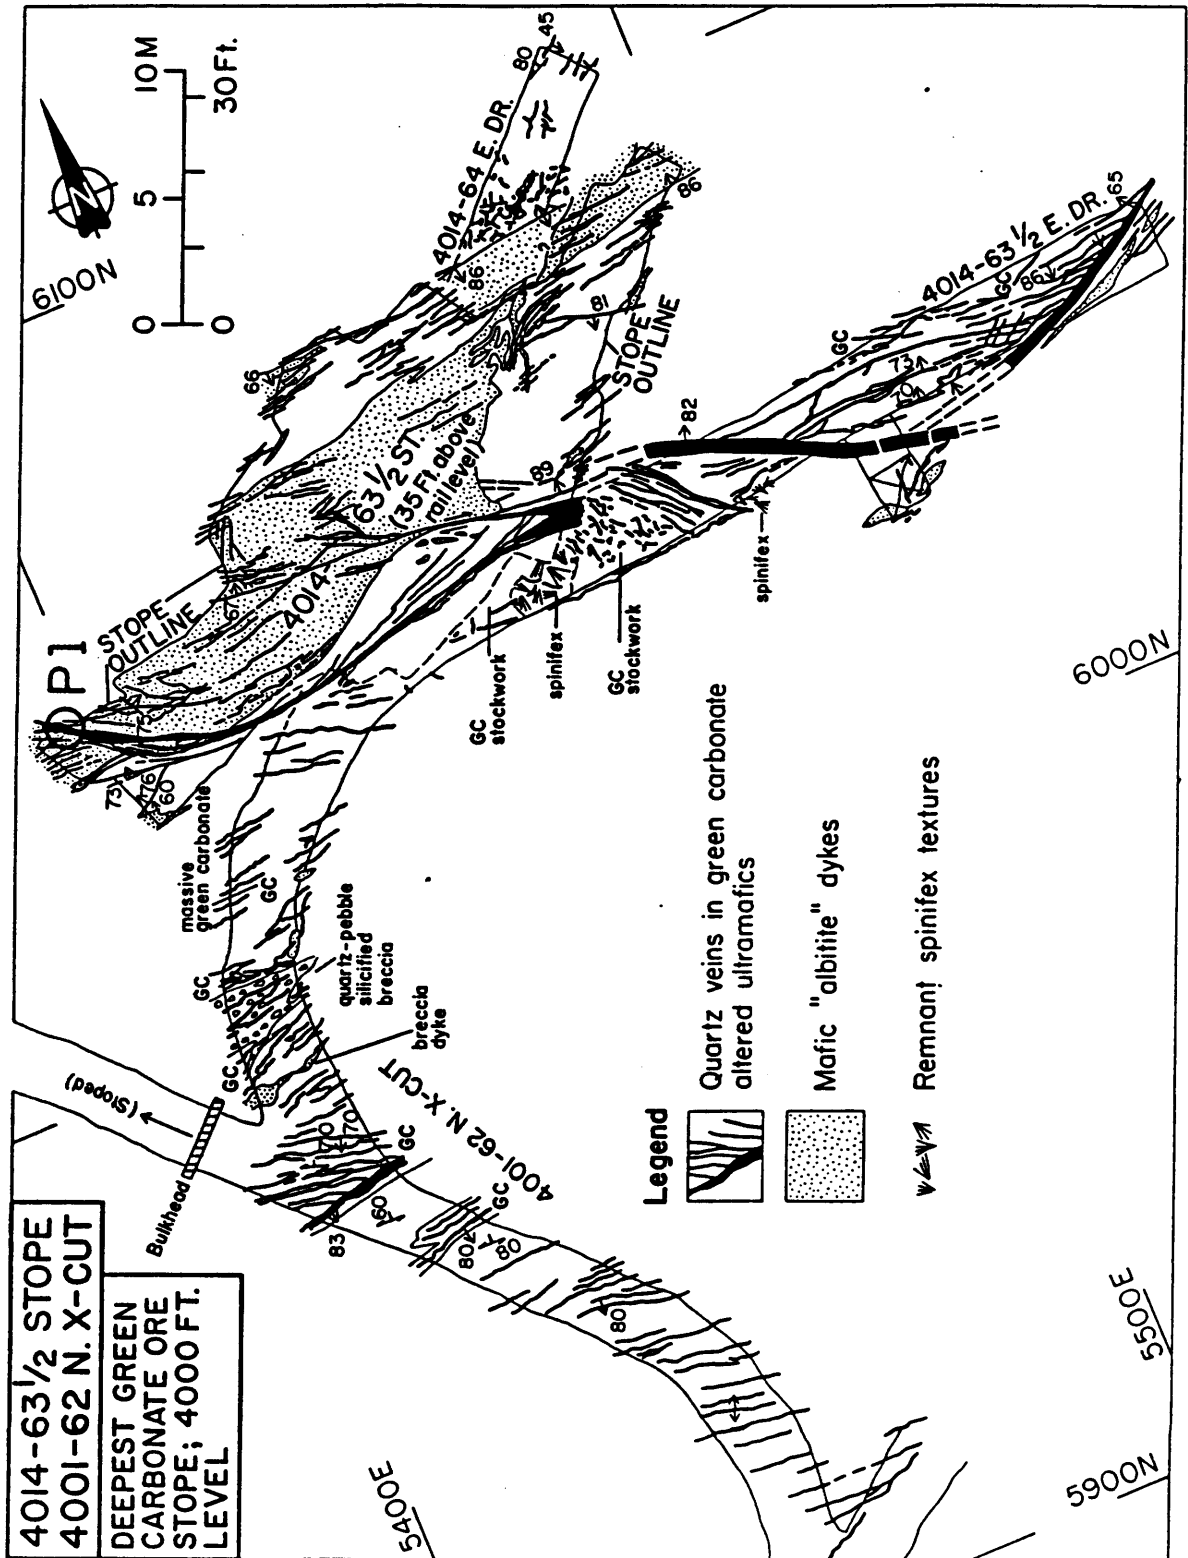 4014-63½ STOPE
4001-62 N. X-CUT
DEEPEST GREEN
CARBONATE ORE
STOPE; 4000 FT.
LEVEL
Bulkhead
(Stoped)
5400E
5500E
5900N
6000N
6100N
N
0 5 10M
0 30Ft.
P1
STOPE
OUTLINE
4014-
63½ ST.
(35 Ft. above
rail level)
4014-64 E. DR.
STOPE
OUTLINE
4014-63½ E. DR.
4001-62 N. X-CUT
massive
green carbonate
quartz-pebble
silicified
breccia
breccia
dyke
GC
GC
GC
GC
GC
GC
stockwork
spinifex
GC
stockwork
spinifex
GC
GC
83
60
70
70
80
80
80
73
76
60
67
66
86
80
45
86
81
89
82
73
70
86
65
Legend
Quartz veins in green carbonate
altered ultramafics
Mafic "albitite" dykes
Remnant spinifex textures